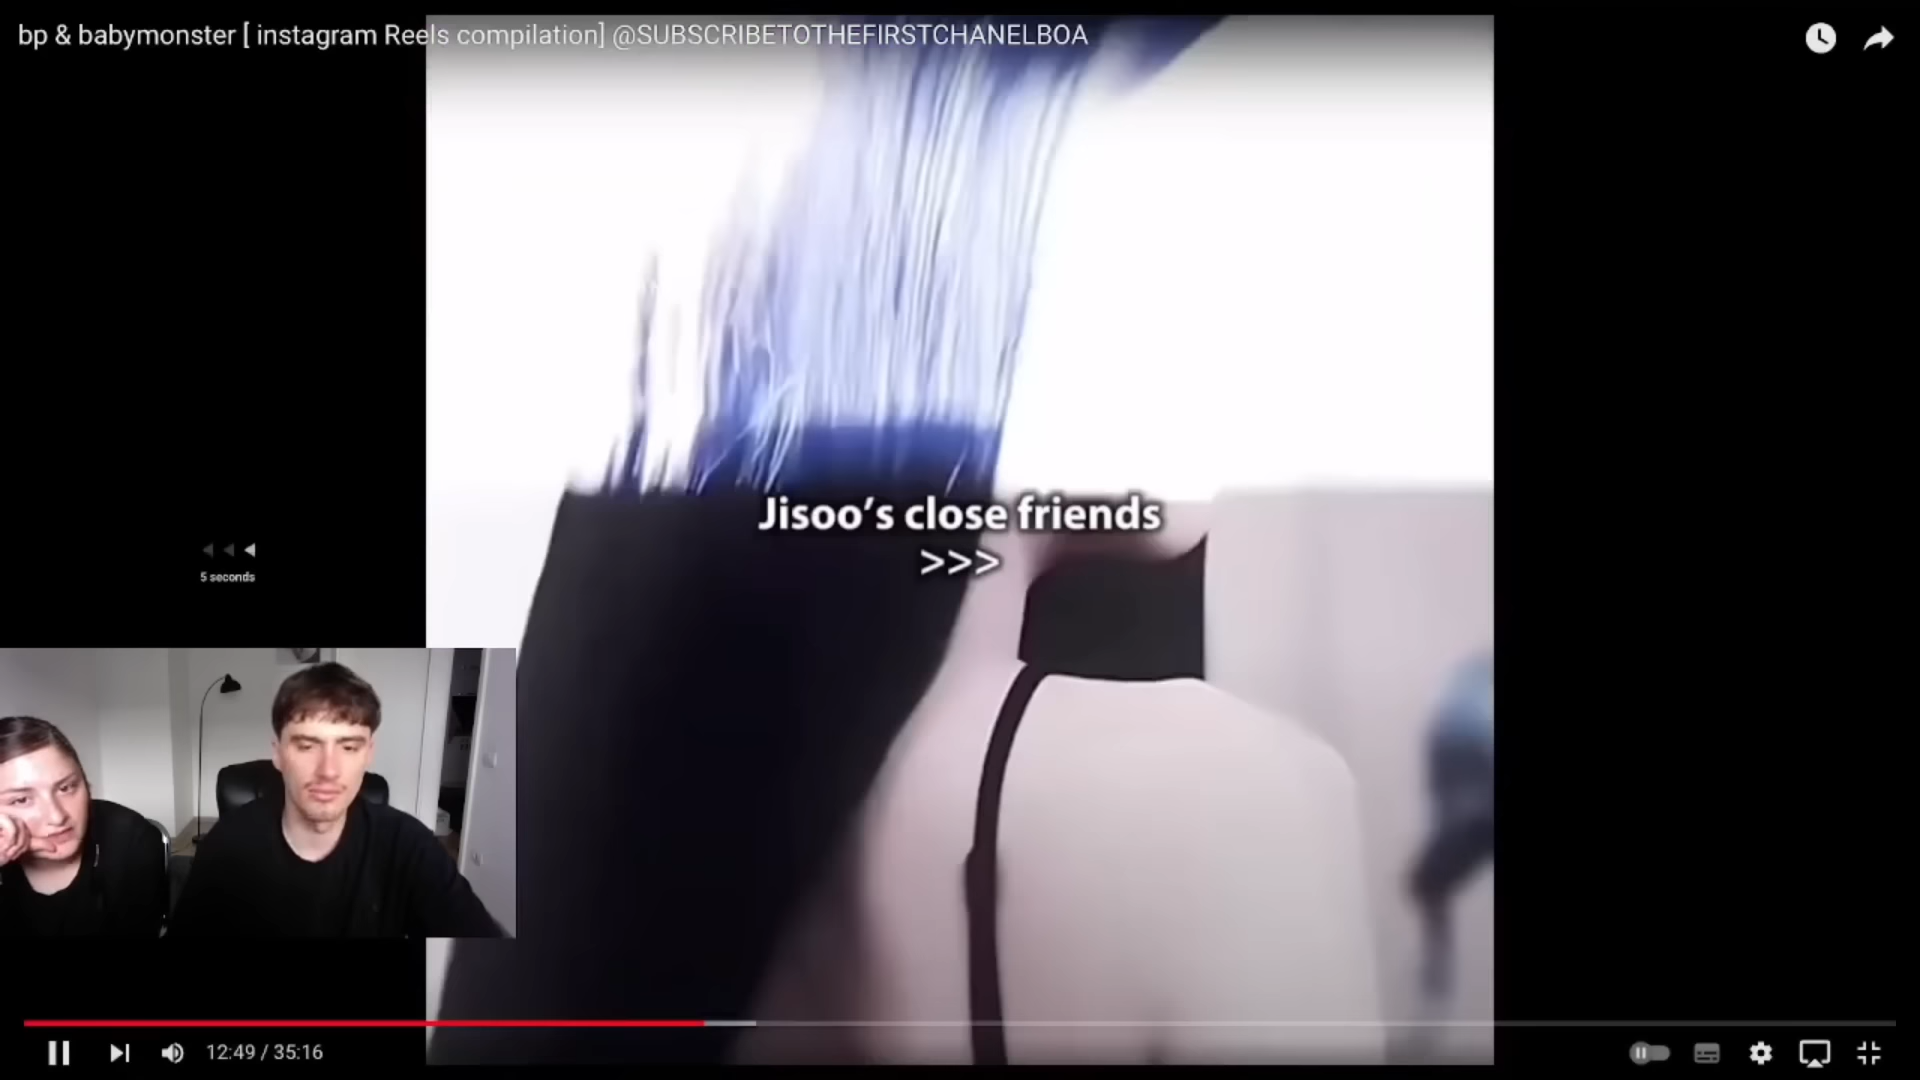 bp & babymonster [ instagram Reels compilation] @SUBSCRIBETOTHEFIRSTCHANELBOA
Jisoo's close friends
>>>
5 seconds
12:49 / 35:16